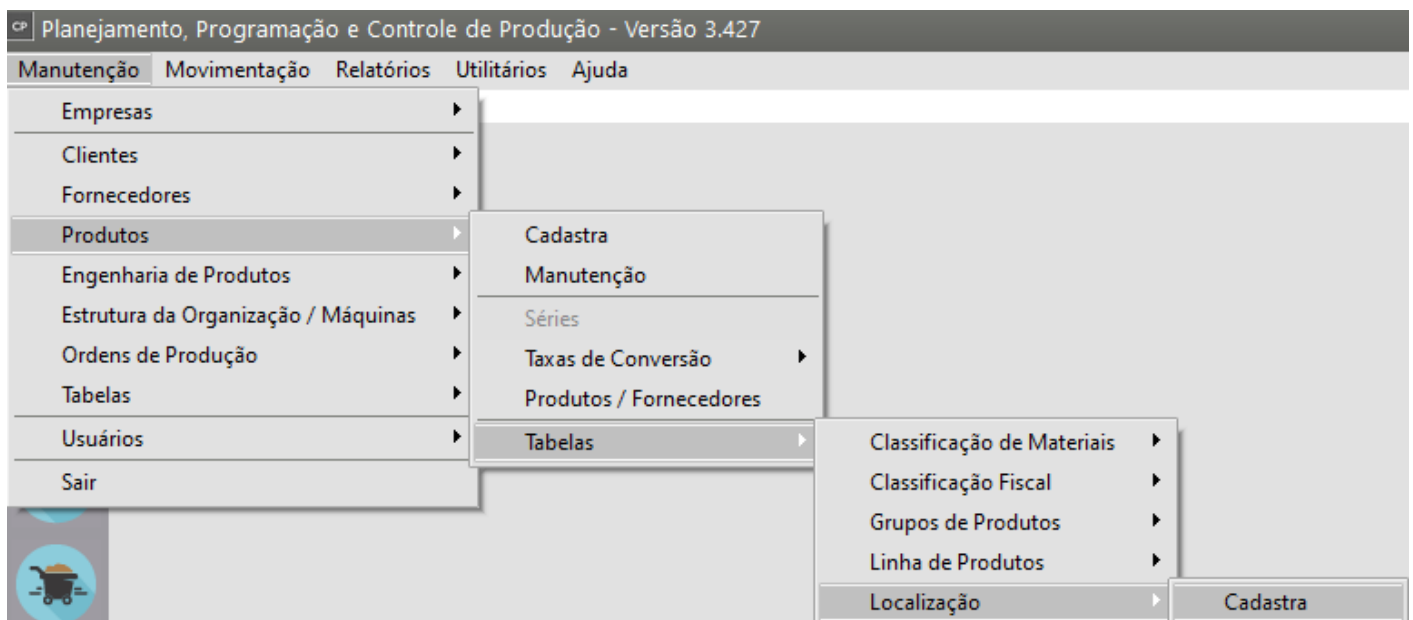 CP Planejamento, Programação e Controle de Produção - Versão 3.427
Manutenção Movimentação Relatórios Utilitários Ajuda
Empresas
Clientes
Fornecedores
Produtos
Engenharia de Produtos
Estrutura da Organização / Máquinas
Ordens de Produção
Tabelas
Usuários
Sair
Cadastra
Manutenção
Séries
Taxas de Conversão
Produtos / Fornecedores
Tabelas
Classificação de Materiais
Classificação Fiscal
Grupos de Produtos
Linha de Produtos
Localização
Cadastra